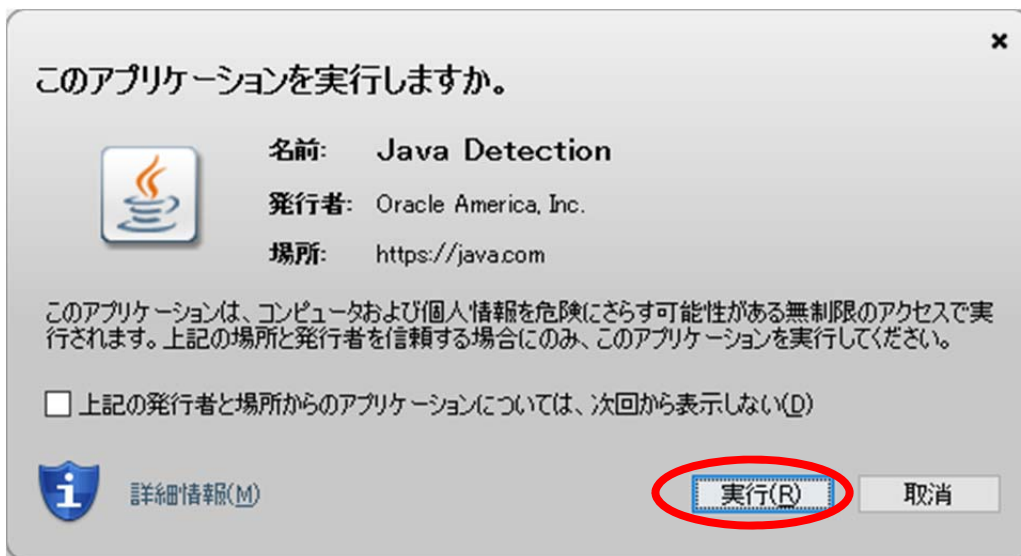 このアプリケーションを実行しますか。
名前: Java Detection
発行者: Oracle America, Inc.
場所: https://java.com
このアプリケーションは、コンピュータおよび個人情報を危険にさらす可能性がある無制限のアクセスで実
行されます。上記の場所と発行者を信頼する場合にのみ、このアプリケーションを実行してください。
上記の発行者と場所からのアプリケーションについては、次回から表示しない(D)
詳細情報(M)
実行(R)
取消